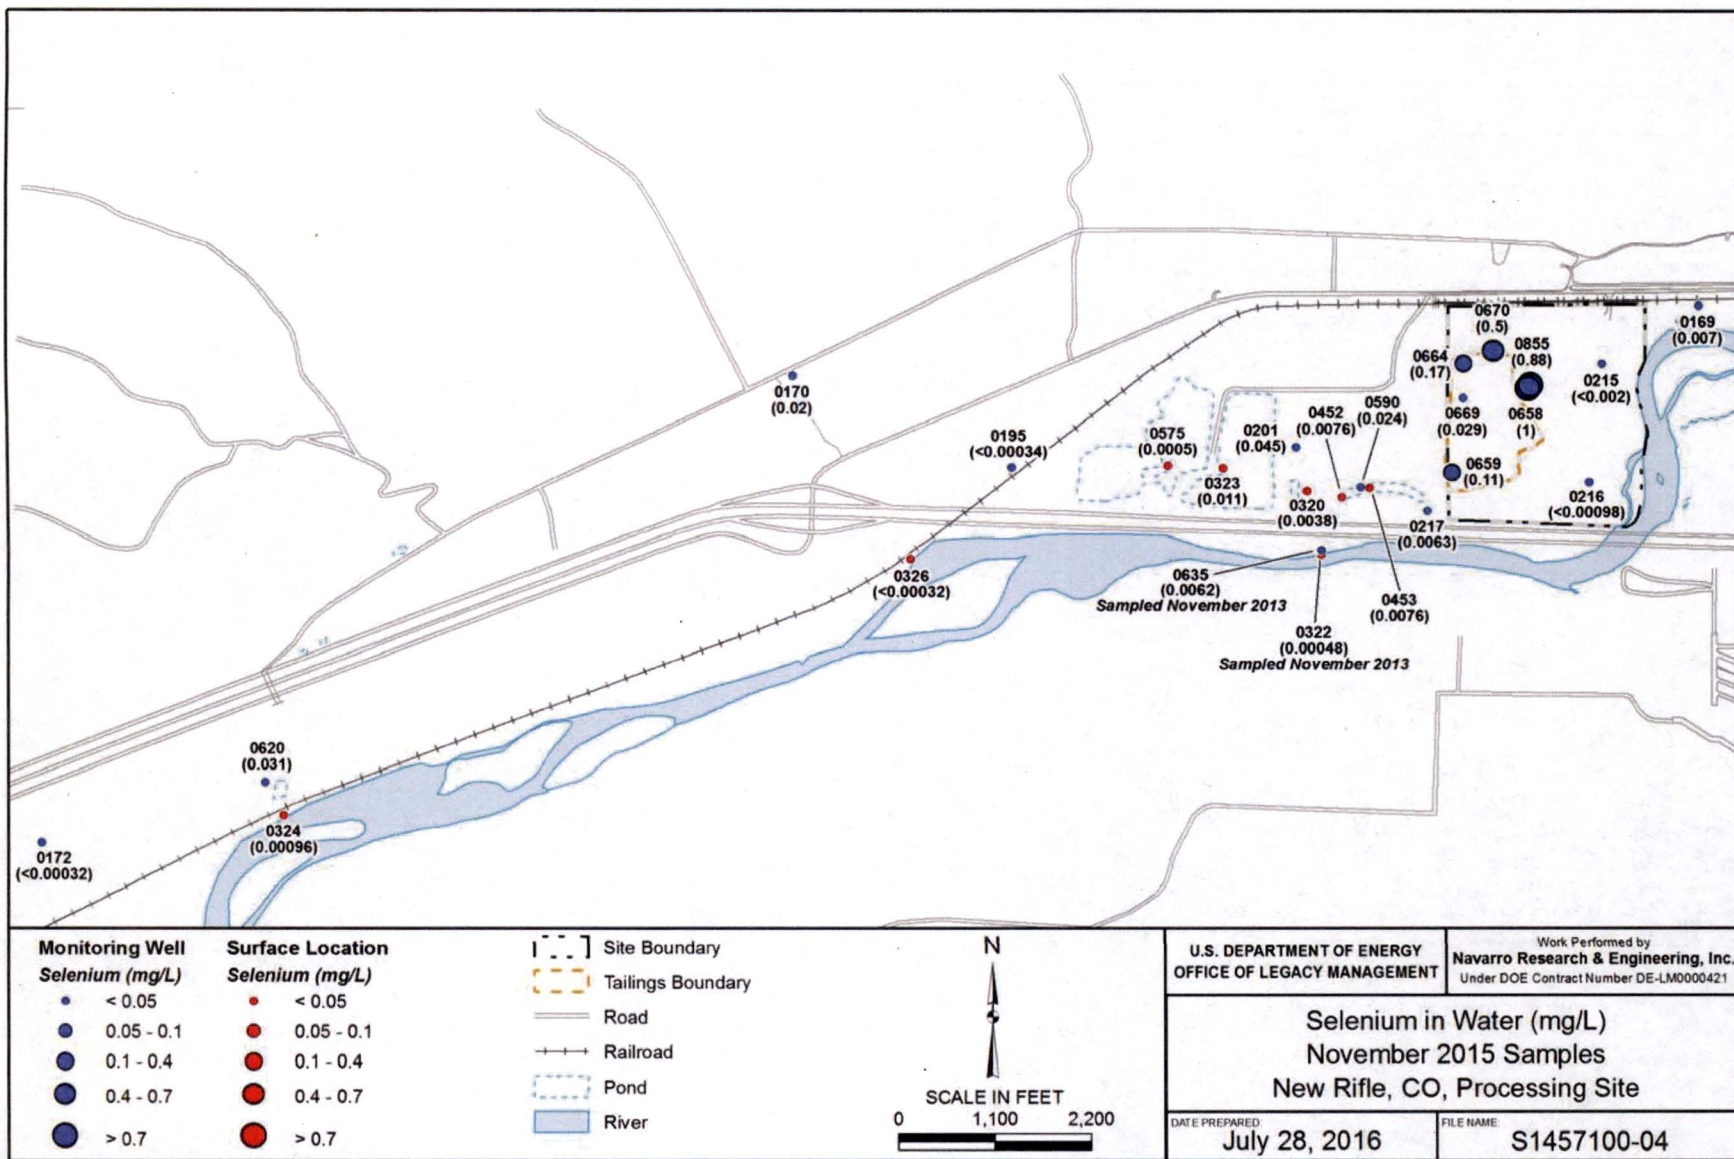 0670
(0.5)
0855
(0.88)
0664
(0.17)
0169
(0.007)
0215
(<0.002)
0170
(0.02)
0669
(0.029)
0658
(1)
0590
(0.024)
0452
(0.0076)
0201
(0.045)
0575
(0.0005)
0195
(<0.00034)
0323
(0.011)
0659
(0.11)
0320
(0.0038)
0216
(<0.00098)
0217
(0.0063)
0326
(<0.00032)
0635
(0.0062)
Sampled November 2013
0453
(0.0076)
0322
(0.00048)
Sampled November 2013
0620
(0.031)
0324
(0.00096)
0172
(<0.00032)
Monitoring Well
Selenium (mg/L)
< 0.05
0.05 - 0.1
0.1 - 0.4
0.4 - 0.7
> 0.7
Surface Location
Selenium (mg/L)
< 0.05
0.05 - 0.1
0.1 - 0.4
0.4 - 0.7
> 0.7
Site Boundary
Tailings Boundary
Road
Railroad
Pond
River
N
SCALE IN FEET
0 1,100 2,200
U.S. DEPARTMENT OF ENERGY
OFFICE OF LEGACY MANAGEMENT
Work Performed by
Navarro Research & Engineering, Inc.
Under DOE Contract Number DE-LM0000421
Selenium in Water (mg/L)
November 2015 Samples
New Rifle, CO, Processing Site
DATE PREPARED:
July 28, 2016
FILE NAME:
S1457100-04